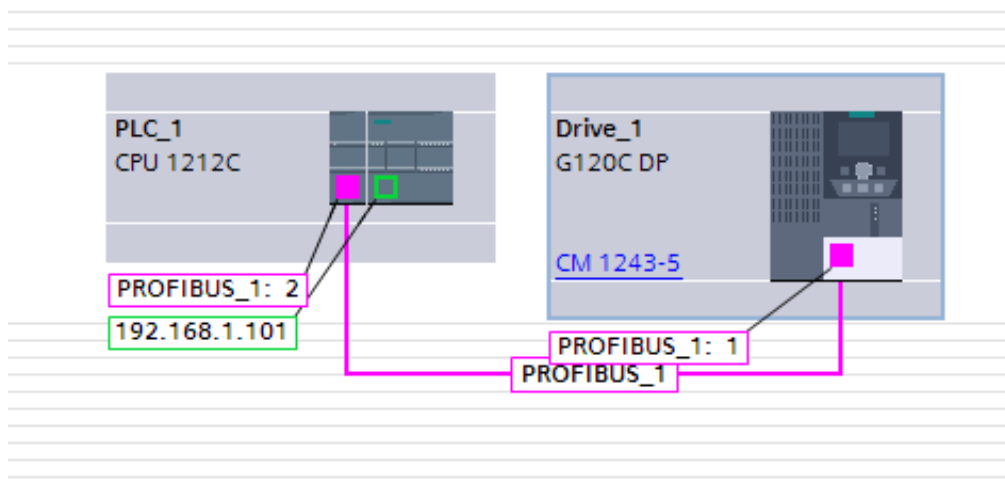 PLC_1
CPU 1212C
Drive_1
G120C DP
CM 1243-5
PROFIBUS_1: 2
192.168.1.101
PROFIBUS_1: 1
PROFIBUS_1